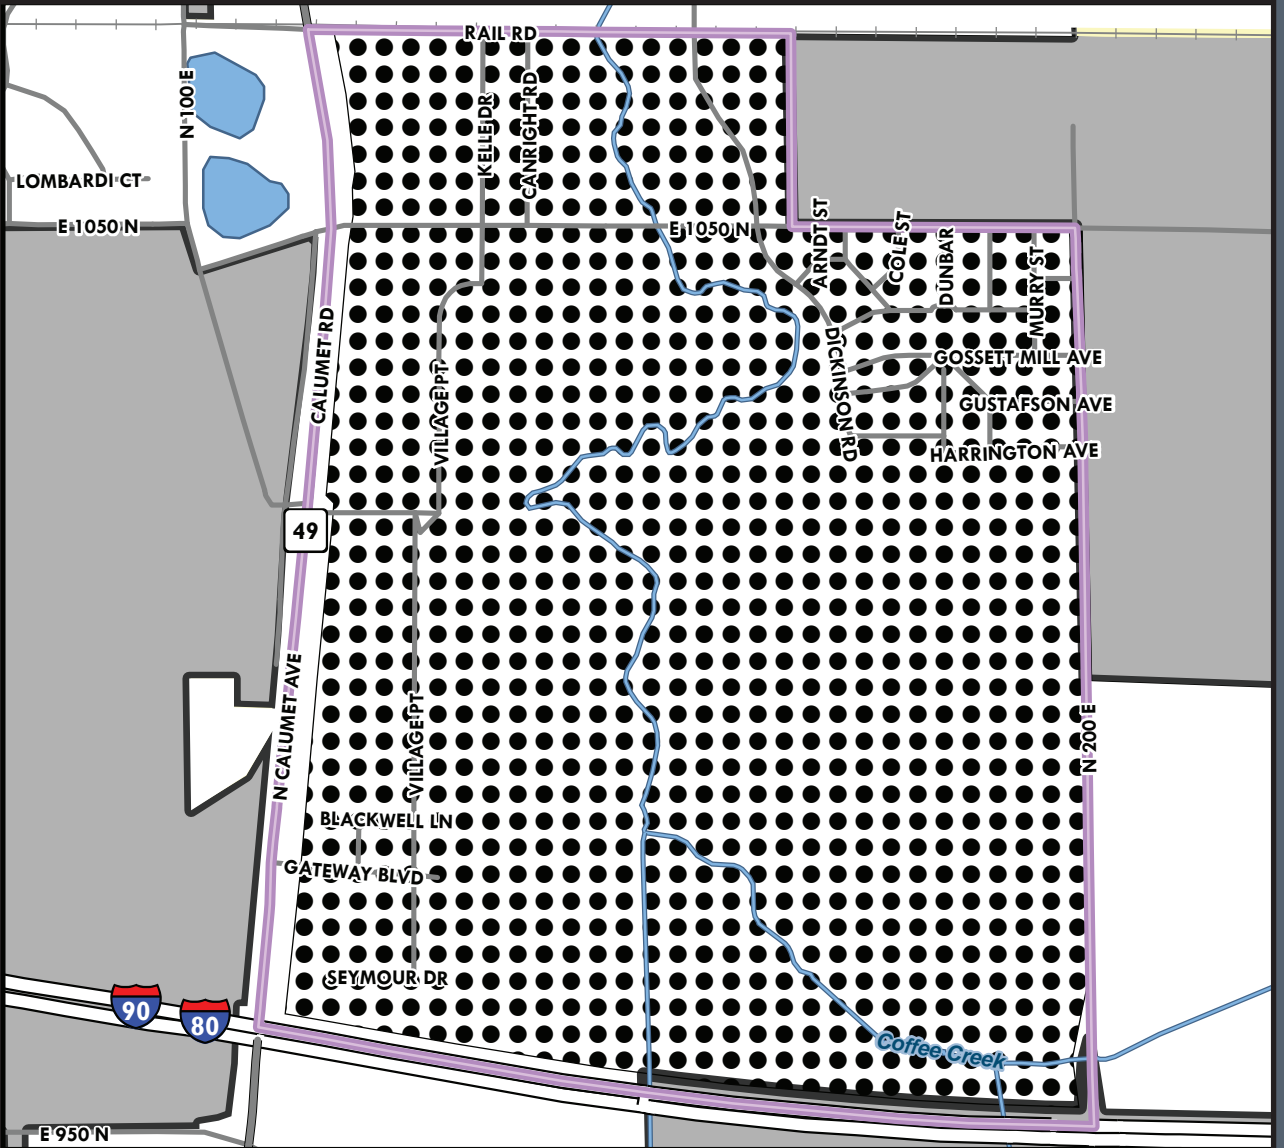 RAIL RD
N 100 E
KELLE DR
CANRIGHT RD
LOMBARDI CT
E 1050 N
E 1050 N
ARNDT ST
COLE ST
DUNBAR
MURRY ST
CALUMET RD
DICKINSON RD
GOSSETT MILL AVE
VILLAGE PT
GUSTAFSON AVE
HARRINGTON AVE
49
N CALUMET AVE
VILLAGE PT
N 200 E
BLACKWELL LN
GATEWAY BLVD
SEYMOUR DR
90
80
Coffee Creek
E 950 N